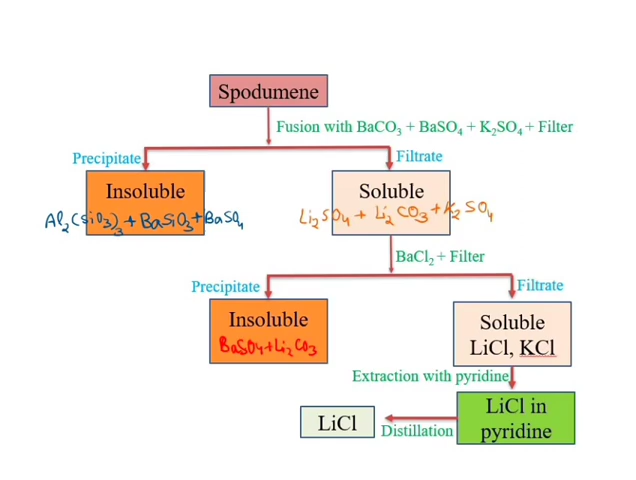 Spodumene
Fusion with BaCO₃ + BaSO₄ + K₂SO₄ + Filter
Precipitate
Filtrate
Insoluble
Al₂(SiO₃)₃ + BaSiO₃ + BaSO₄
Soluble
Li₂SO₄ + Li₂CO₃ + K₂SO₄
BaCl₂ + Filter
Precipitate
Filtrate
Insoluble
BaSO₄ + Li₂CO₃
Soluble
LiCl, KCl
Extraction with pyridine
LiCl in
pyridine
Distillation
LiCl